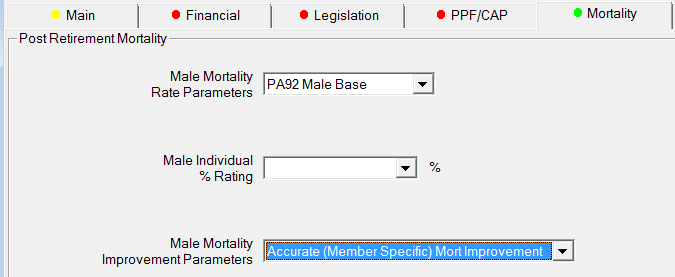 Main Financial Legislation PPF/CAP Mortality
Post Retirement Mortality
Male Mortality
Rate Parameters
PA92 Male Base
Male Individual
% Rating
%
Male Mortality
Improvement Parameters
Accurate (Member Specific) Mort Improvement